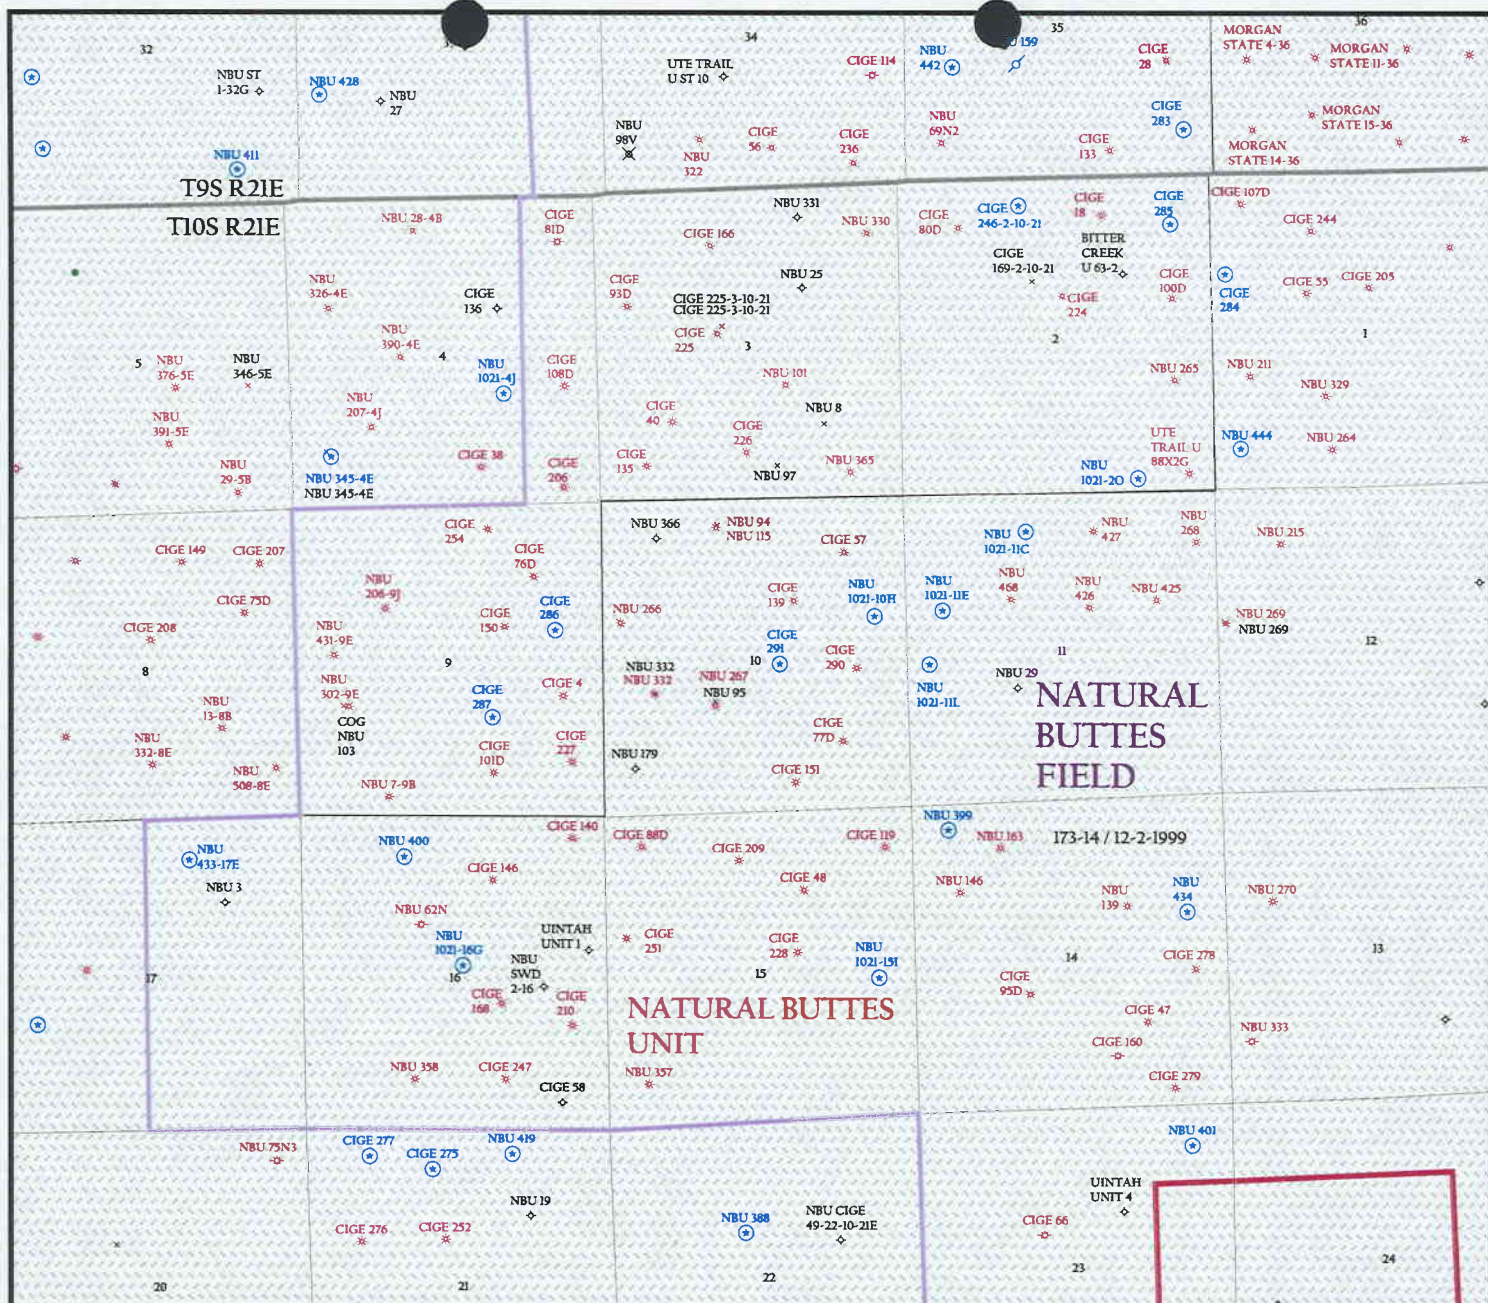 32
34
35
36
NBU ST
1-32G
NBU 428
NBU
27
NBU 411
UTE TRAIL
U ST 10
CIGE 114
NBU
98V
NBU
322
CIGE
56
CIGE
236
NBU
442
U 159
CIGE
28
NBU
69N2
CIGE
133
CIGE
283
MORGAN
STATE 4-36
MORGAN
STATE 11-36
MORGAN
STATE 15-36
MORGAN
STATE 14-36
T9S R21E
T10S R21E
NBU 28-4B
NBU
326-4E
CIGE
136
NBU
390-4E
4
NBU
1021-4J
5
NBU
376-5E
NBU
346-5E
NBU
391-5E
NBU
207-4J
NBU
29-5B
NBU 345-4E
NBU 345-4E
CIGE 38
CIGE
81D
CIGE
108D
CIGE
206
NBU 331
CIGE 166
NBU 330
CIGE
93D
NBU 25
CIGE 225-3-10-21
CIGE 225-3-10-21
CIGE
225
3
NBU 101
CIGE
40
NBU 8
CIGE
226
CIGE
135
NBU 97
NBU 365
CIGE
80D
CIGE
246-2-10-21
CIGE
18
CIGE
285
BITTER
CREEK
U 63-2
CIGE
169-2-10-21
CIGE
224
CIGE
100D
2
NBU 265
UTE
TRAIL U
88X2G
NBU
1021-2O
CIGE 107D
CIGE 244
CIGE
284
CIGE 55
CIGE 205
1
NBU 211
NBU 329
NBU 444
NBU 264
CIGE 149
CIGE 207
CIGE 75D
CIGE 208
8
NBU
13-8B
NBU
332-8E
NBU
508-8E
CIGE
254
CIGE
76D
NBU
206-9J
CIGE
150
CIGE
286
NBU
431-9E
9
NBU
302-9E
COG
NBU
103
CIGE
287
CIGE 4
CIGE
101D
CIGE
227
NBU 7-9B
NBU 366
NBU 94
NBU 115
CIGE 57
NBU 266
CIGE
139
NBU
1021-10H
CIGE
291
10
CIGE
290
NBU 332
NBU 332
NBU 267
NBU 95
CIGE
77D
NBU 179
CIGE 151
NBU
1021-11C
NBU
427
NBU
268
NBU
1021-11E
NBU
468
NBU
426
NBU 425
11
NBU 29
NBU
1021-11L
NATURAL
BUTTES
FIELD
NBU 215
NBU 269
NBU 269
12
NBU
433-17E
NBU 3
17
NBU 400
CIGE 140
CIGE 146
NBU 62N
NBU
1021-16G
16
UINTAH
UNIT 1
NBU
SWD
2-16
CIGE
168
CIGE
210
NBU 358
CIGE 247
CIGE 58
CIGE 88D
CIGE 209
CIGE 119
CIGE 48
CIGE
251
CIGE
228
NBU
1021-15I
15
NATURAL BUTTES
UNIT
NBU 357
NBU 399
NBU 163
173-14 / 12-2-1999
NBU 146
NBU
139
NBU
434
14
CIGE 278
CIGE
95D
CIGE 47
CIGE 160
CIGE 279
NBU 270
13
NBU 333
NBU 75N3
CIGE 277
CIGE 275
NBU 419
NBU 19
CIGE 276
CIGE 252
20
21
NBU 388
NBU CIGE
49-22-10-21E
22
NBU 401
UINTAH
UNIT 4
CIGE 66
23
24